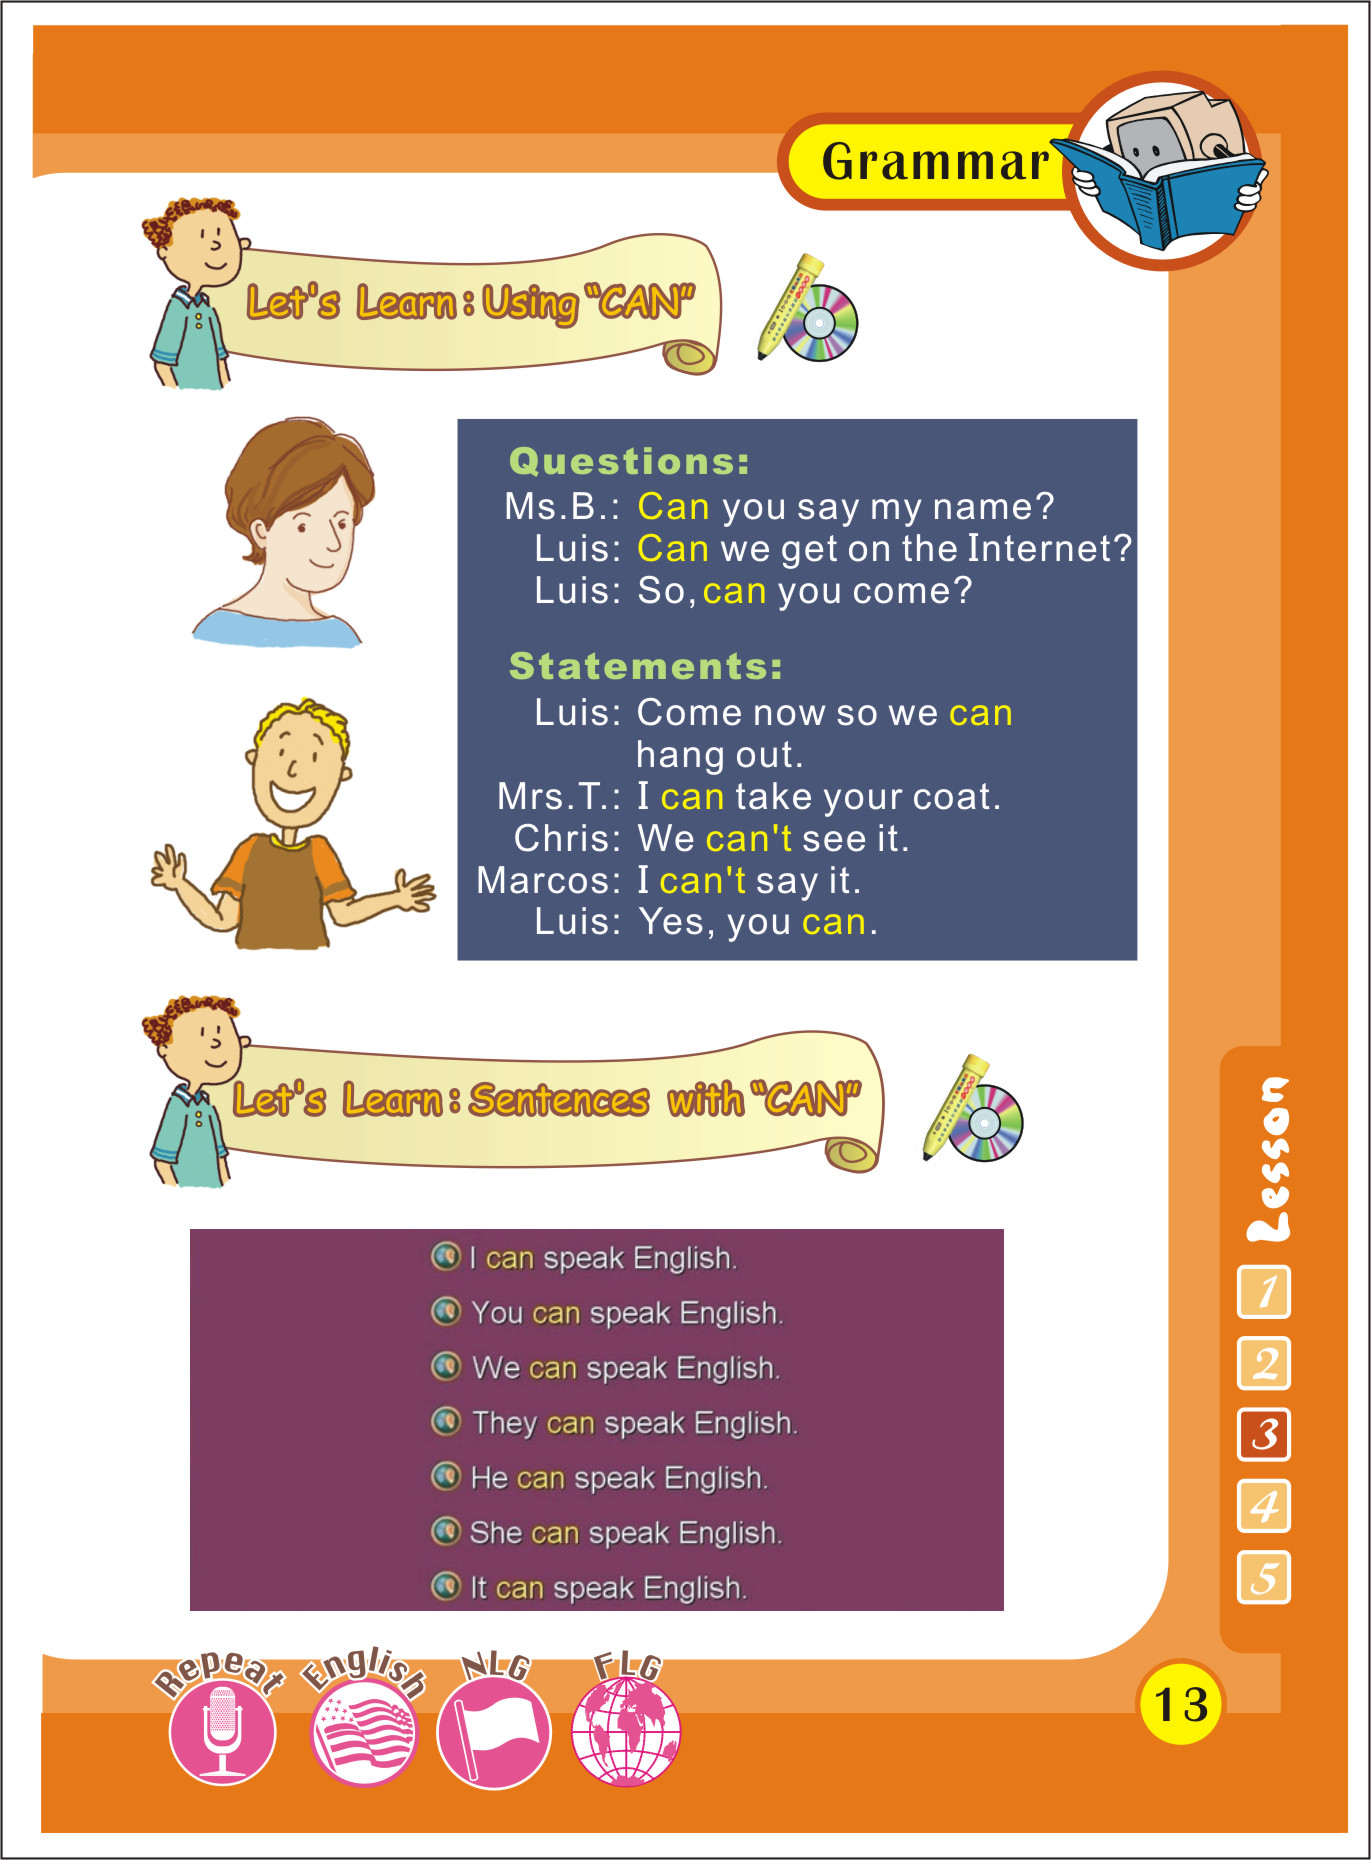 Grammar
Let's Learn : Using "CAN"
Questions:
Ms.B.: Can you say my name?
Luis: Can we get on the Internet?
Luis: So, can you come?
Statements:
Luis: Come now so we can
hang out.
Mrs.T.: I can take your coat.
Chris: We can't see it.
Marcos: I can't say it.
Luis: Yes, you can.
Let's Learn : Sentences with "CAN"
I can speak English.
You can speak English.
We can speak English.
They can speak English.
He can speak English.
She can speak English.
It can speak English.
Lesson
1
2
3
4
5
Repeat
English
NLG
FLG
13